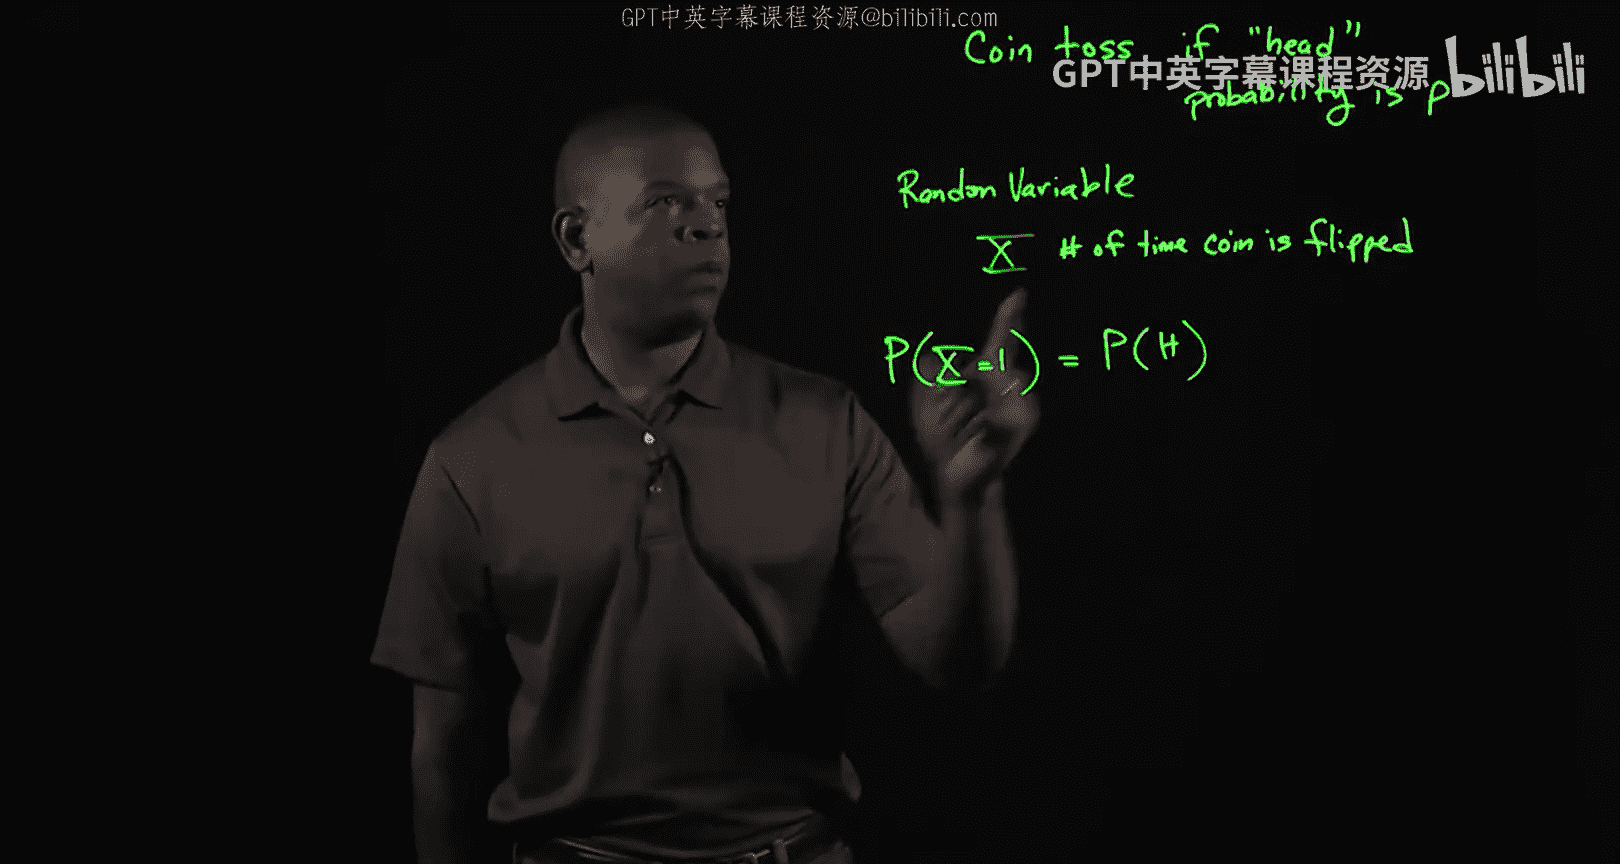 GPT中英字幕课程资源@bilibili.com
Coin toss if "head"
GPT中英字幕课程资源 bilibili
probability is p
Random Variable
X # of time coin is flipped
P(X=1) = P(H)